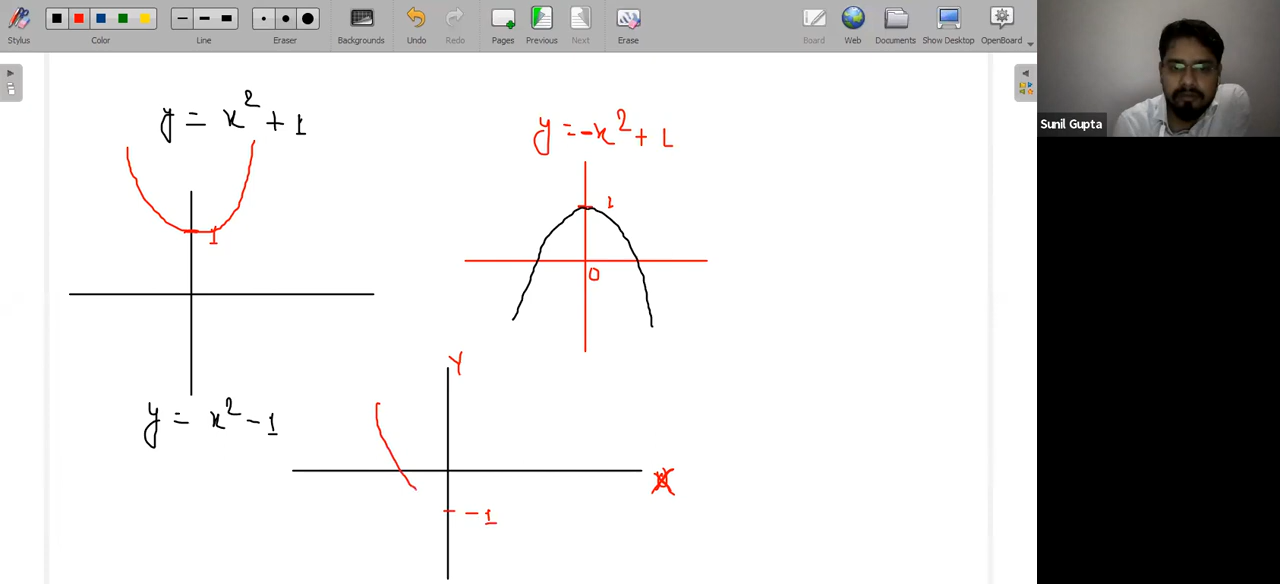 Stylus Color Line Eraser Backgrounds Undo Redo Pages Previous Next Erase Board Web Documents Show Desktop OpenBoard
Sunil Gupta
y = x² + 1
1
y = -x² + 1
1
0
y = x² - 1
Y
-1